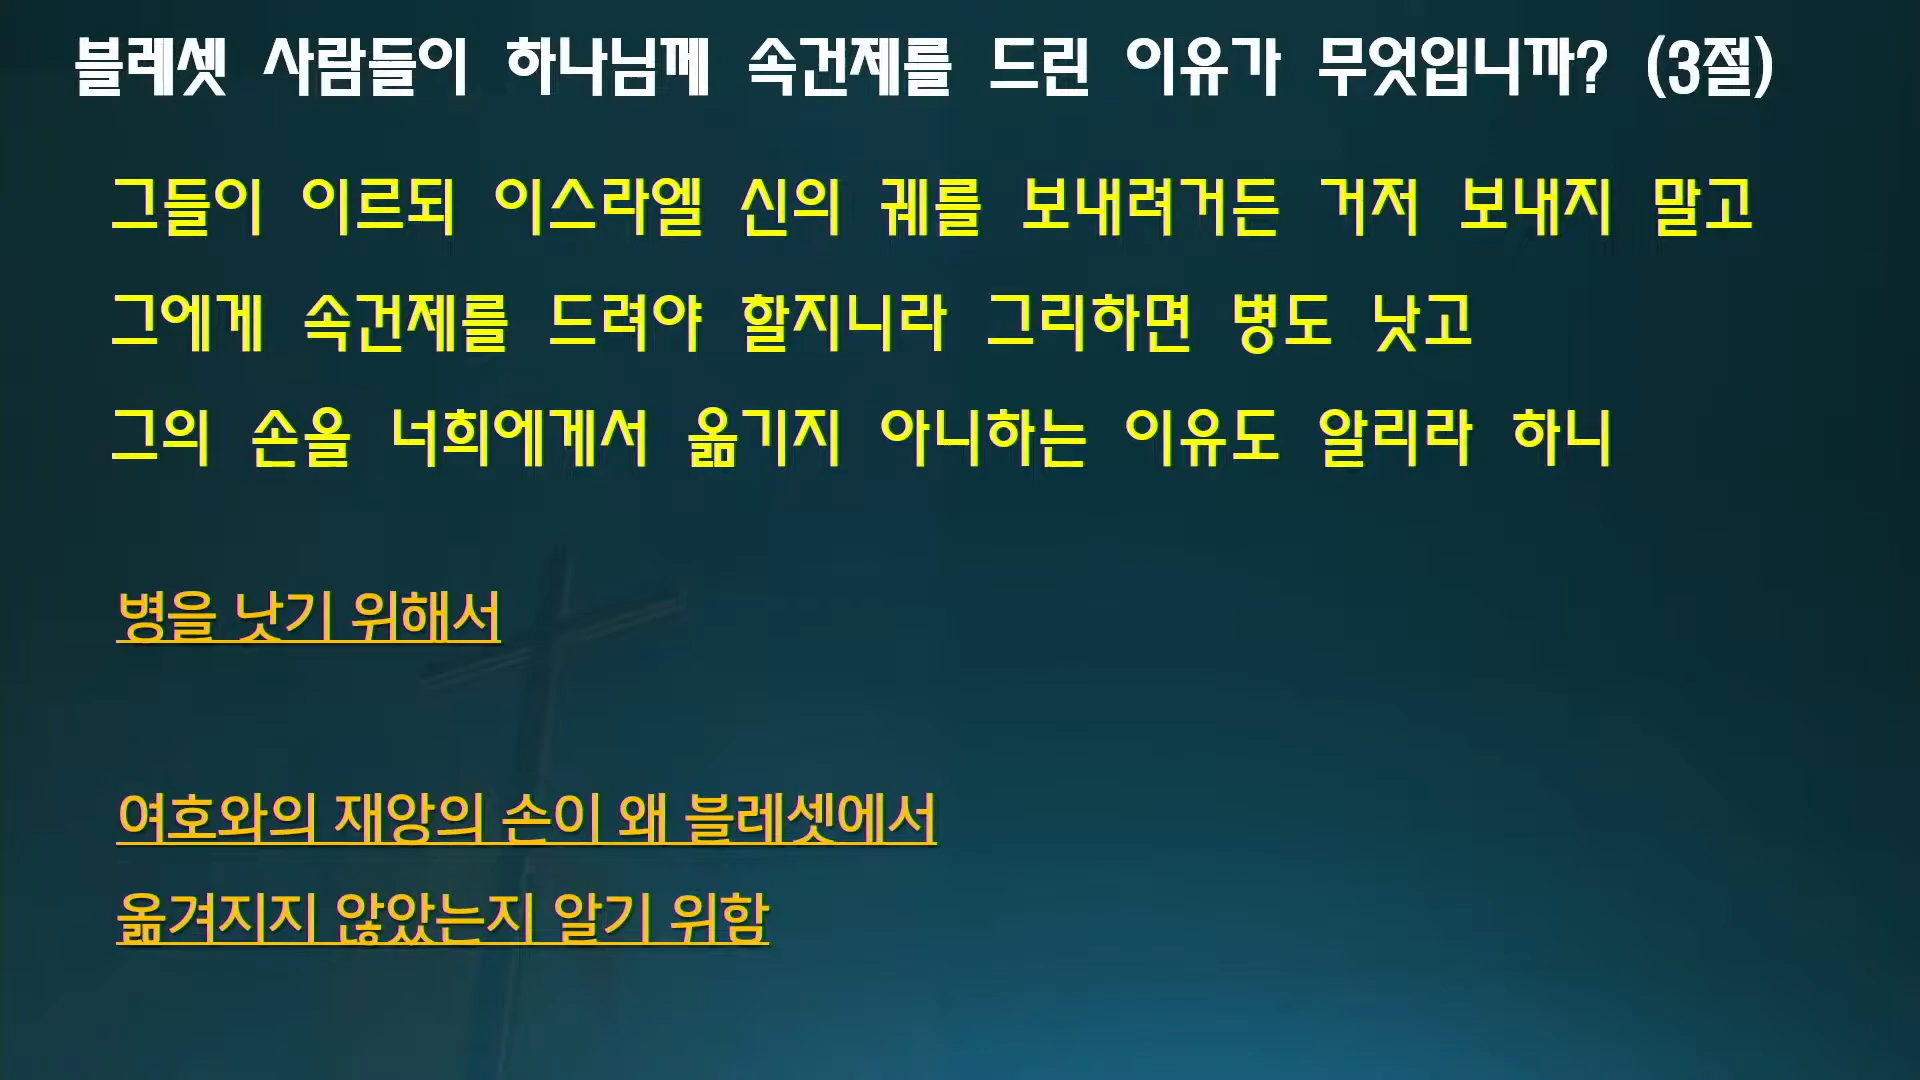 블레셋 사람들이 하나님께 속건제를 드린 이유가 무엇입니까? (3절)
그들이 이르되 이스라엘 신의 궤를 보내려거든 거저 보내지 말고
그에게 속건제를 드려야 할지니라 그리하면 병도 낫고
그의 손을 너희에게서 옮기지 아니하는 이유도 알리라 하니
병을 낫기 위해서
여호와의 재앙의 손이 왜 블레셋에서
옮겨지지 않았는지 알기 위함